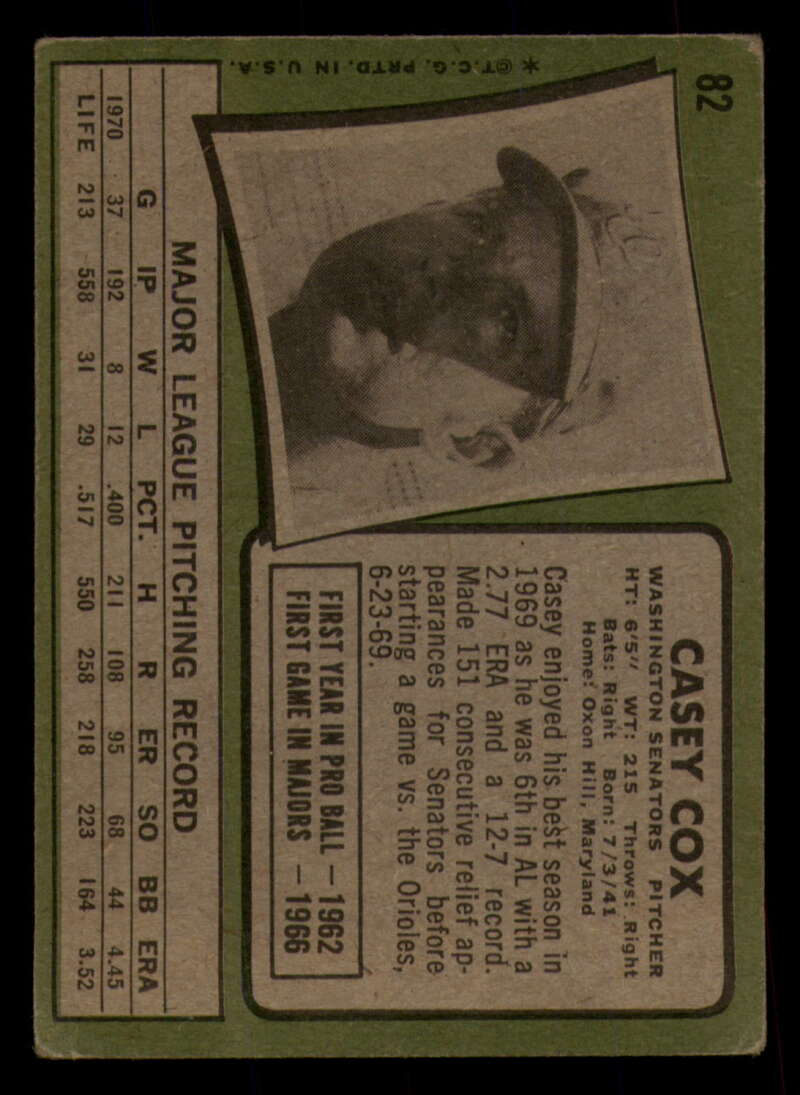 82
CASEY COX
WASHINGTON SENATORS PITCHER
HT: 6'5" WT: 215 Throws: Right
Bats: Right Born: 7/3/41
Home: Oxon Hill, Maryland
Casey enjoyed his best season in
1969 as he was 6th in AL with a
2.77 ERA and a 12-7 record.
Made 151 consecutive relief ap-
pearances for Senators before
starting a game vs. the Orioles,
6-23-69.
FIRST YEAR IN PRO BALL — 1962
FIRST GAME IN MAJORS — 1966
MAJOR LEAGUE PITCHING RECORD
G IP W L PCT. H R ER SO BB ERA
1970 37 192 8 12 .400 211 108 95 68 44 4.45
LIFE 213 558 31 29 .517 550 258 218 223 164 3.52
* © T.C.G. PRTD. IN U.S.A.